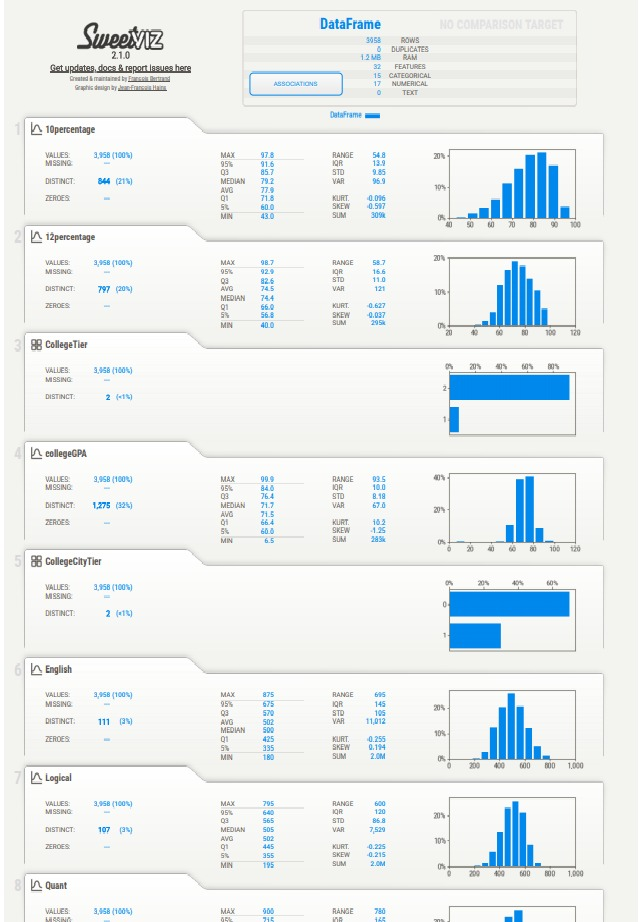 SweetVIZ
2.1.0
Get updates, docs & report issues here
Created & maintained by Francois Bertrand
Graphic design by Jean-Francois Hains
DataFrame
NO COMPARISON TARGET
3958 ROWS
0 DUPLICATES
1.2 MB RAM
32 FEATURES
15 CATEGORICAL
17 NUMERICAL
0 TEXT
ASSOCIATIONS
DataFrame
1 10percentage
VALUES: 3,958 (100%)
MISSING: ---
DISTINCT: 844 (21%)
ZEROES: ---
MAX 97.8
95% 91.6
Q3 85.7
MEDIAN 79.2
AVG 77.9
Q1 71.8
5% 60.0
MIN 43.0
RANGE 54.8
IQR 13.9
STD 9.85
VAR 96.9
KURT. -0.096
SKEW -0.597
SUM 309k
20%
10%
0%
40 50 60 70 80 90 100
2 12percentage
VALUES: 3,958 (100%)
MISSING: ---
DISTINCT: 797 (20%)
ZEROES: ---
MAX 98.7
95% 92.9
Q3 82.6
AVG 74.5
MEDIAN 74.4
Q1 66.0
5% 56.8
MIN 40.0
RANGE 58.7
IQR 16.6
STD 11.0
VAR 121
KURT. -0.627
SKEW -0.037
SUM 295k
20%
10%
0%
20 40 60 80 100 120
3 CollegeTier
VALUES: 3,958 (100%)
MISSING: ---
DISTINCT: 2 (<1%)
0% 20% 40% 60% 80%
2
1
4 collegeGPA
VALUES: 3,958 (100%)
MISSING: ---
DISTINCT: 1,275 (32%)
ZEROES: ---
MAX 99.9
95% 84.0
Q3 76.4
MEDIAN 71.7
AVG 71.5
Q1 66.4
5% 60.0
MIN 6.5
RANGE 93.5
IQR 10.0
STD 8.18
VAR 67.0
KURT. 10.2
SKEW -1.25
SUM 283k
40%
20%
0%
0 20 40 60 80 100 120
5 CollegeCityTier
VALUES: 3,958 (100%)
MISSING: ---
DISTINCT: 2 (<1%)
0% 20% 40% 60%
0
1
6 English
VALUES: 3,958 (100%)
MISSING: ---
DISTINCT: 111 (3%)
ZEROES: ---
MAX 875
95% 675
Q3 570
AVG 502
MEDIAN 500
Q1 425
5% 335
MIN 180
RANGE 695
IQR 145
STD 105
VAR 11,012
KURT. -0.255
SKEW 0.194
SUM 2.0M
20%
10%
0%
0 200 400 600 800 1,000
7 Logical
VALUES: 3,958 (100%)
MISSING: ---
DISTINCT: 107 (3%)
ZEROES: ---
MAX 795
95% 640
Q3 565
MEDIAN 505
AVG 502
Q1 445
5% 355
MIN 195
RANGE 600
IQR 120
STD 86.8
VAR 7,529
KURT. -0.225
SKEW -0.215
SUM 2.0M
20%
10%
0%
0 200 400 600 800 1,000
8 Quant
VALUES: 3,958 (100%)
MISSING: ---
MAX 900
95% 715
RANGE 780
IQR 165
20%